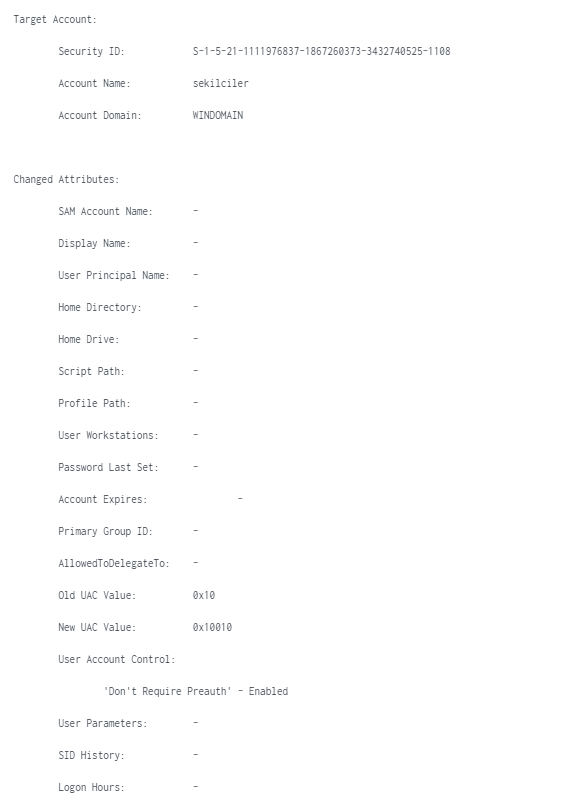 Target Account:
Security ID: S-1-5-21-1111976837-1867260373-3432740525-1108
Account Name: sekilciler
Account Domain: WINDOMAIN
Changed Attributes:
SAM Account Name: -
Display Name: -
User Principal Name: -
Home Directory: -
Home Drive: -
Script Path: -
Profile Path: -
User Workstations: -
Password Last Set: -
Account Expires: -
Primary Group ID: -
AllowedToDelegateTo: -
Old UAC Value: 0x10
New UAC Value: 0x10010
User Account Control:
'Don't Require Preauth' - Enabled
User Parameters: -
SID History: -
Logon Hours: -